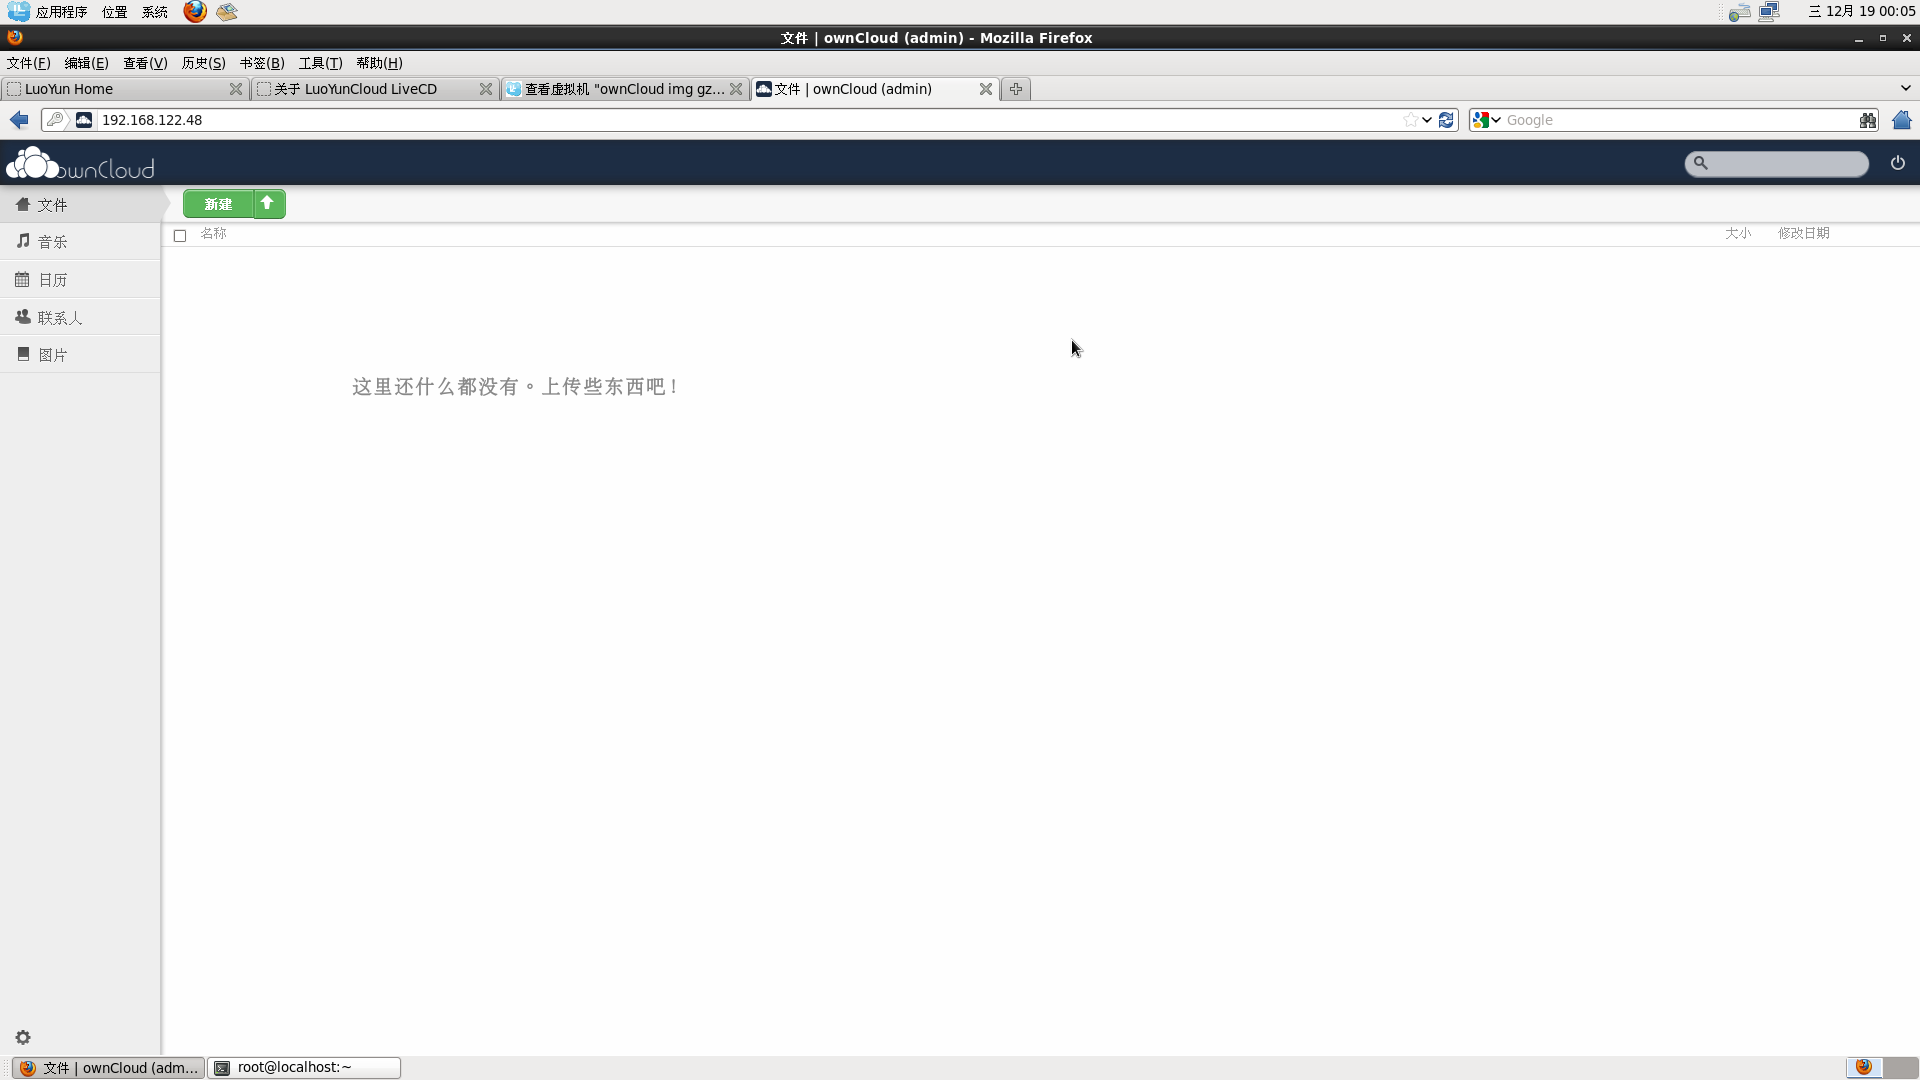 应用程序 位置 系统 三 12月 19 00:05
文件 | ownCloud (admin) - Mozilla Firefox
文件(F) 编辑(E) 查看(V) 历史(S) 书签(B) 工具(T) 帮助(H)
LuoYun Home 关于 LuoYunCloud LiveCD 查看虚拟机 "ownCloud img gz... 文件 | ownCloud (admin)
192.168.122.48 Google
ownCloud
文件 新建
名称 大小 修改日期
音乐
日历
联系人
图片
这里还什么都没有。上传些东西吧！
文件 | ownCloud (adm... root@localhost:~